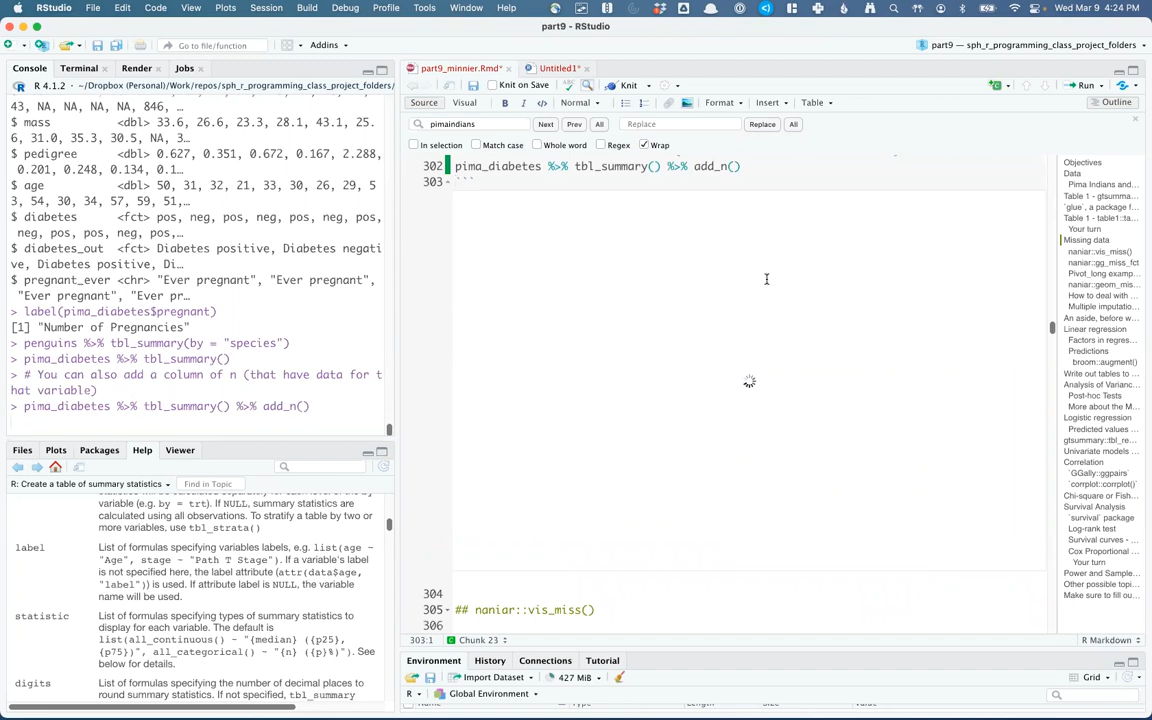 RStudio File Edit Code View Plots Session Build Debug Profile Tools Window Help Wed Mar 9 4:24 PM
part9 - RStudio
Go to file/function Addins part9 — sph_r_programming_class_project_folders
Console Terminal Render Jobs
R 4.1.2 · ~/Dropbox (Personal)/Work/repos/sph_r_programming_class_project_folders/
43, NA, NA, NA, NA, 846, …
$ mass <dbl> 33.6, 26.6, 23.3, 28.1, 43.1, 25.
6, 31.0, 35.3, 30.5, NA, 3…
$ pedigree <dbl> 0.627, 0.351, 0.672, 0.167, 2.288,
0.201, 0.248, 0.134, 0.1…
$ age <dbl> 50, 31, 32, 21, 33, 30, 26, 29, 5
3, 54, 30, 34, 57, 59, 51,…
$ diabetes <fct> pos, neg, pos, neg, pos, neg, pos,
neg, pos, pos, neg, pos,…
$ diabetes_out <fct> Diabetes positive, Diabetes negati
ve, Diabetes positive, Di…
$ pregnant_ever <chr> "Ever pregnant", "Ever pregnant",
"Ever pregnant", "Ever pr…
> label(pima_diabetes$pregnant)
[1] "Number of Pregnancies"
> penguins %>% tbl_summary(by = "species")
> pima_diabetes %>% tbl_summary()
> # You can also add a column of n (that have data for t
hat variable)
> pima_diabetes %>% tbl_summary() %>% add_n()
Files Plots Packages Help Viewer
R: Create a table of summary statistics Find in Topic
variable (e.g. by = trt). If NULL, summary statistics are
calculated using all observations. To stratify a table by two or
more variables, use tbl_strata()
label List of formulas specifying variables labels, e.g. list(age ~
"Age", stage ~ "Path T Stage"). If a variable's label
is not specified here, the label attribute (attr(data$age,
"label")) is used. If attribute label is NULL, the variable
name will be used.
statistic List of formulas specifying types of summary statistics to
display for each variable. The default is
list(all_continuous() ~ "{median} ({p25},
{p75})", all_categorical() ~ "{n} ({p}%)"). See
below for details.
digits List of formulas specifying the number of decimal places to
round summary statistics. If not specified, tbl_summary
part9_minnier.Rmd* Untitled1*
Knit on Save Knit Run
Source Visual B I Normal Format Insert Table Outline
pimaindians Next Prev All Replace Replace All
In selection Match case Whole word Regex Wrap
302 pima_diabetes %>% tbl_summary() %>% add_n()
303 ```
304
305 ## naniar::vis_miss()
306
303:1 Chunk 23 R Markdown
Objectives
Data
Pima Indians and
Table 1 - gtsumma...
`glue`, a package f...
Table 1 - table1::ta...
Your turn
Missing data
naniar::vis_miss()
naniar::gg_miss_fct
Pivot_long examp...
naniar::geom_mis...
How to deal with ...
Multiple imputatio...
An aside, before w...
Linear regression
Factors in regres...
Predictions
broom::augment()
Write out tables to ...
Analysis of Varianc...
Post-hoc Tests
More about the M...
Logistic regression
Predicted values ...
gtsummary::tbl_re...
Univariate models ...
Correlation
`GGally::ggpairs`
`corrplot::corrplot()`
Chi-square or Fish...
Survival Analysis
`survival` package
Log-rank test
Survival curves - ...
Cox Proportional ...
Your turn
Power and Sample...
Other possible topi...
Make sure to fill ou...
Environment History Connections Tutorial
Import Dataset 427 MiB Grid
R Global Environment